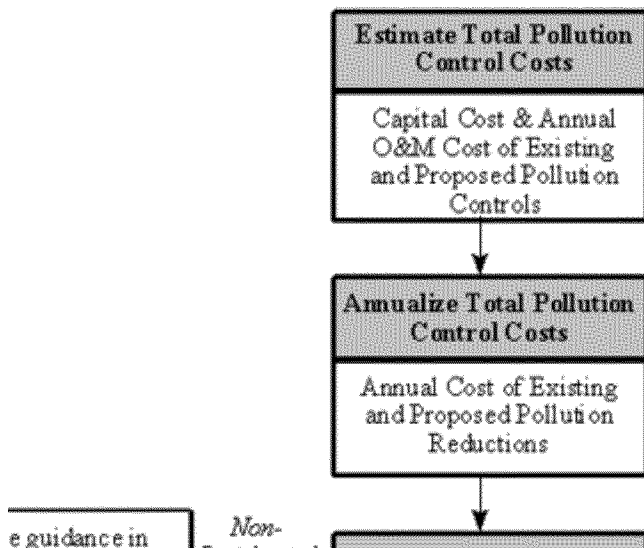 Estimate Total Pollution
Control Costs
Capital Cost & Annual
O&M Cost of Existing
and Proposed Pollution
Controls
Annualize Total Pollution
Control Costs
Annual Cost of Existing
and Proposed Pollution
Reductions
e guidance in
Non-